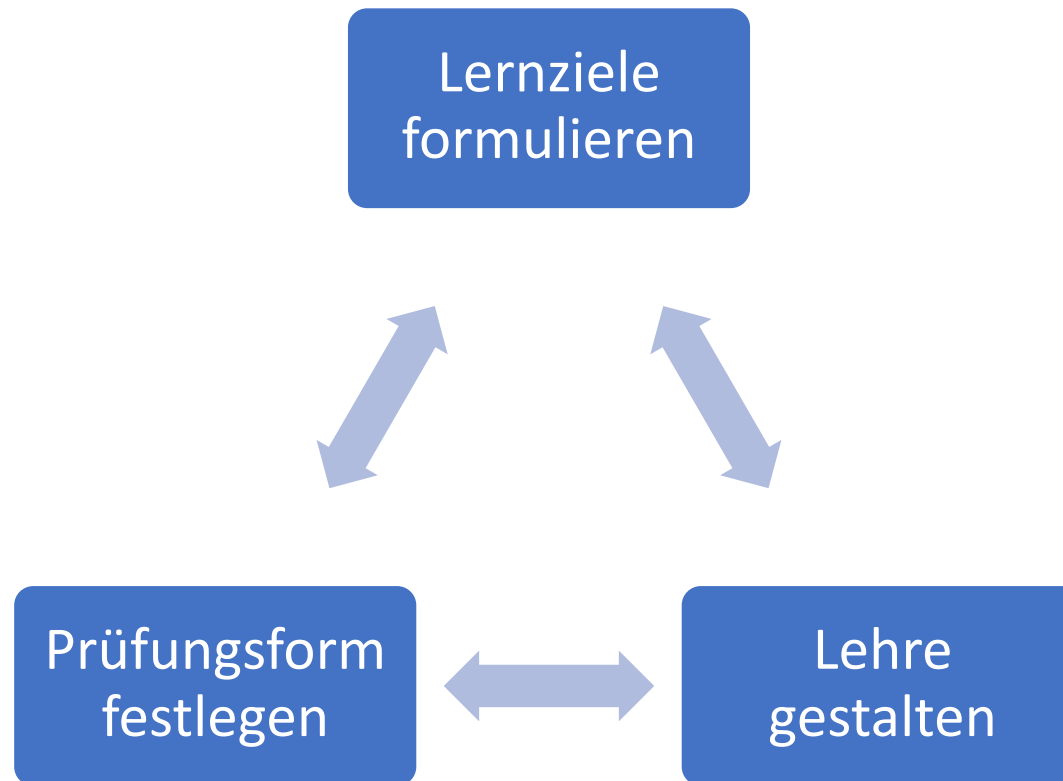 Lernziele
formulieren
Prüfungsform
festlegen
Lehre
gestalten